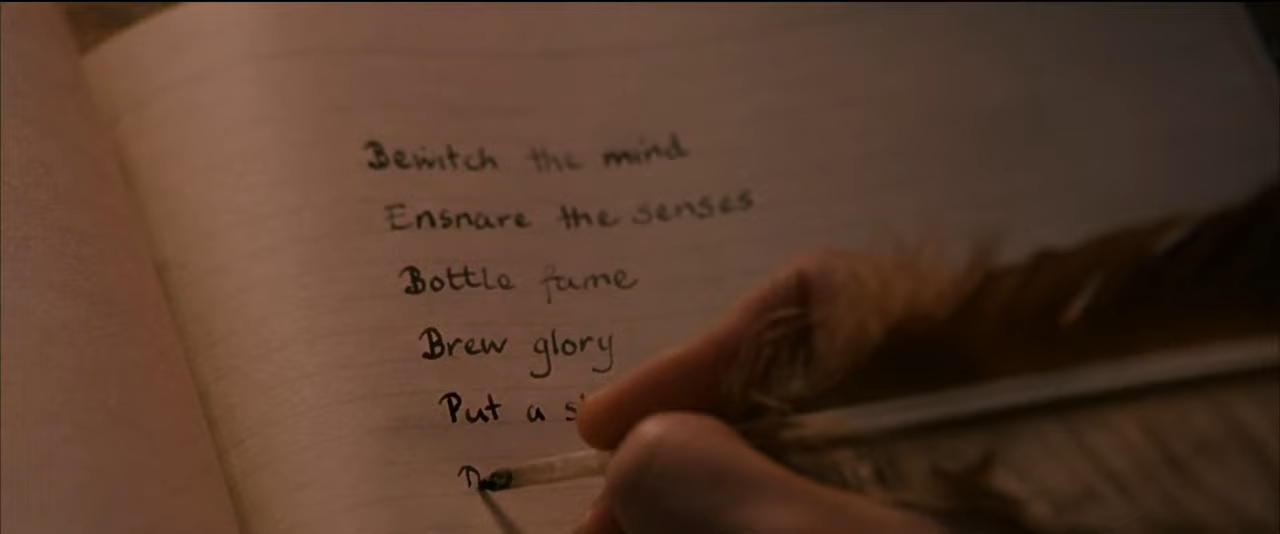 Bewitch the mind
Ensnare the senses
Bottle fame
Brew glory
Put a